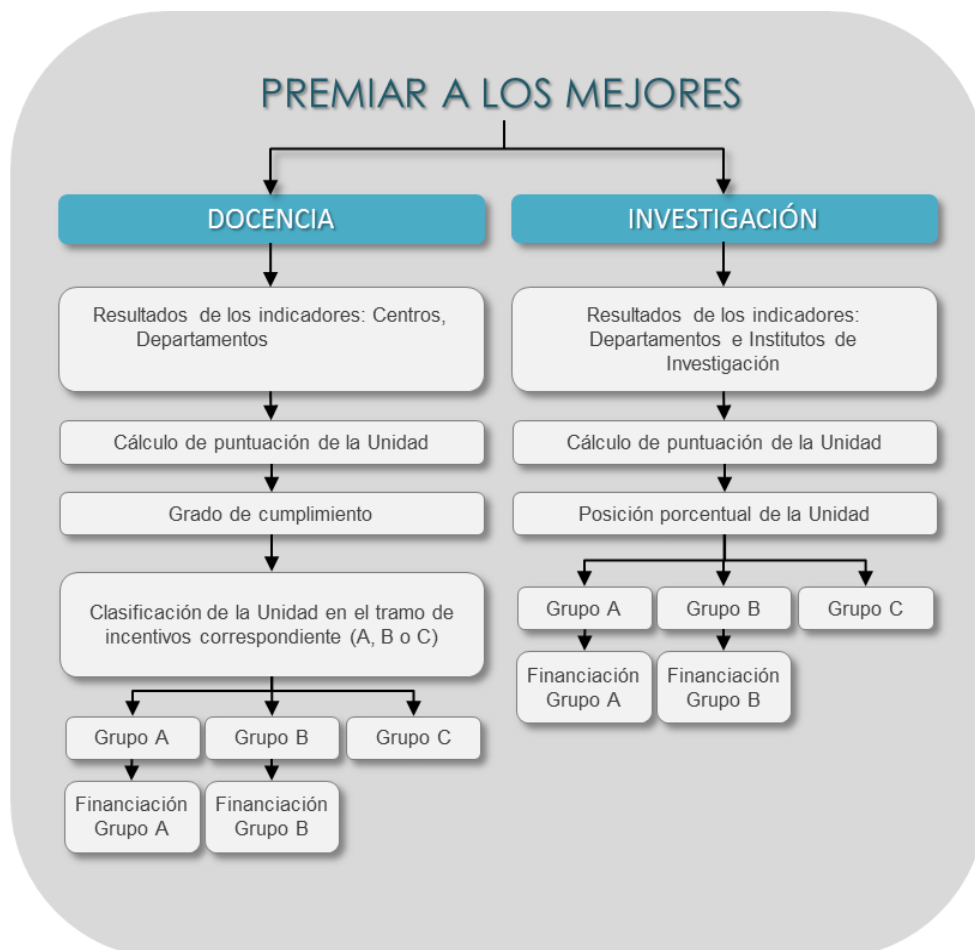 PREMIAR A LOS MEJORES
DOCENCIA
Resultados de los indicadores: Centros,
Departamentos
Cálculo de puntuación de la Unidad
Grado de cumplimiento
Clasificación de la Unidad en el tramo de
incentivos correspondiente (A, B o C)
Grupo A
Grupo B
Grupo C
Financiación
Grupo A
Financiación
Grupo B
INVESTIGACIÓN
Resultados de los indicadores:
Departamentos e Institutos de
Investigación
Cálculo de puntuación de la Unidad
Posición porcentual de la Unidad
Grupo A
Grupo B
Grupo C
Financiación
Grupo A
Financiación
Grupo B